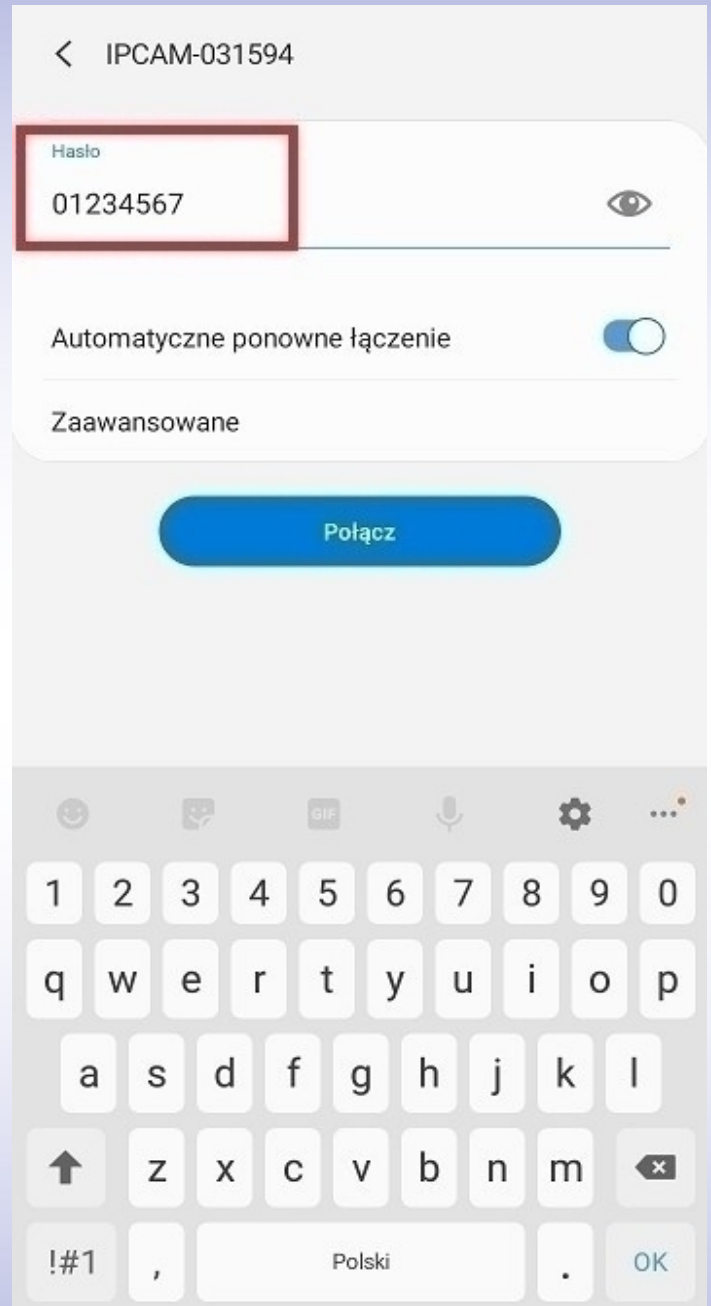 IPCAM-031594
Hasło
01234567
Automatyczne ponowne łączenie
Zaawansowane
Połącz
GIF
1 2 3 4 5 6 7 8 9 0
q w e r t y u i o p
a s d f g h j k l
z x c v b n m
!#1 , Polski . OK